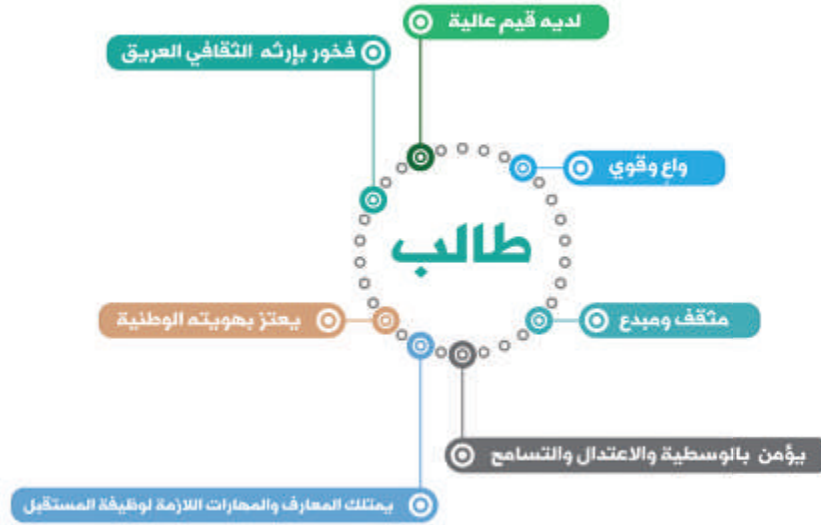 لديه قيم عالية
فخور بإرثه الثقافي العريق
واعٍ وقوي
طالب
يعتز بهويته الوطنية
مثقف ومبدع
يؤمن بالوسطية والاعتدال والتسامح
يمتلك المعارف والمهارات اللازمة لوظيفة المستقبل